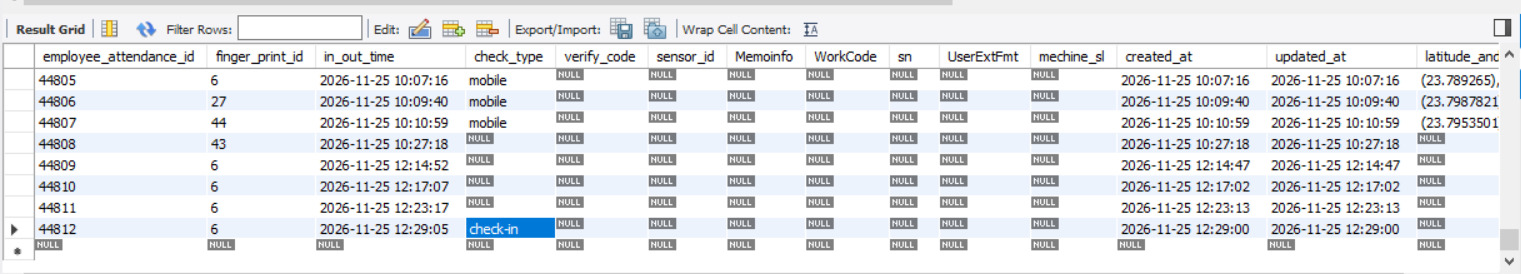 Result Grid Filter Rows: Edit: Export/Import: Wrap Cell Content:
employee_attendance_id finger_print_id in_out_time check_type verify_code sensor_id Memoinfo WorkCode sn UserExtFmt mechine_sl created_at updated_at latitude_and
44805 6 2026-11-25 10:07:16 mobile NULL NULL NULL NULL NULL NULL NULL 2026-11-25 10:07:16 2026-11-25 10:07:16 (23.789265),
44806 27 2026-11-25 10:09:40 mobile NULL NULL NULL NULL NULL NULL NULL 2026-11-25 10:09:40 2026-11-25 10:09:40 (23.7987821
44807 44 2026-11-25 10:10:59 mobile NULL NULL NULL NULL NULL NULL NULL 2026-11-25 10:10:59 2026-11-25 10:10:59 (23.7953501
44808 43 2026-11-25 10:27:18 NULL NULL NULL NULL NULL NULL NULL NULL 2026-11-25 10:27:18 2026-11-25 10:27:18 NULL
44809 6 2026-11-25 12:14:52 NULL NULL NULL NULL NULL NULL NULL NULL 2026-11-25 12:14:47 2026-11-25 12:14:47 NULL
44810 6 2026-11-25 12:17:07 NULL NULL NULL NULL NULL NULL NULL NULL 2026-11-25 12:17:02 2026-11-25 12:17:02 NULL
44811 6 2026-11-25 12:23:17 NULL NULL NULL NULL NULL NULL NULL NULL 2026-11-25 12:23:13 2026-11-25 12:23:13 NULL
44812 6 2026-11-25 12:29:05 check-in NULL NULL NULL NULL NULL NULL NULL 2026-11-25 12:29:00 2026-11-25 12:29:00 NULL
NULL NULL NULL NULL NULL NULL NULL NULL NULL NULL NULL NULL NULL NULL